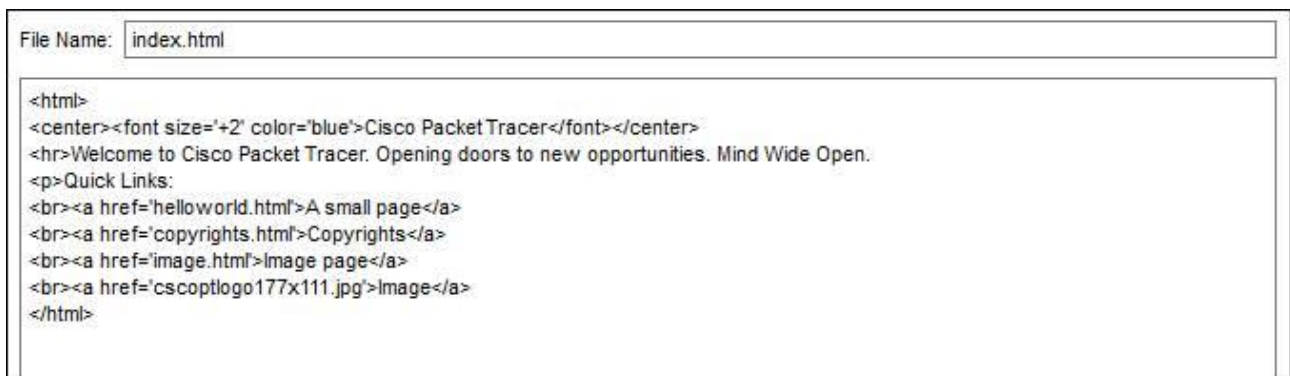 File Name: index.html
<html>
<center><font size='+2' color='blue'>Cisco Packet Tracer</font></center>
<hr>Welcome to Cisco Packet Tracer. Opening doors to new opportunities. Mind Wide Open.
<p>Quick Links:
<br><a href='helloworld.html'>A small page</a>
<br><a href='copyrights.html'>Copyrights</a>
<br><a href='image.html'>Image page</a>
<br><a href='cscoptlogo177x111.jpg'>Image</a>
</html>